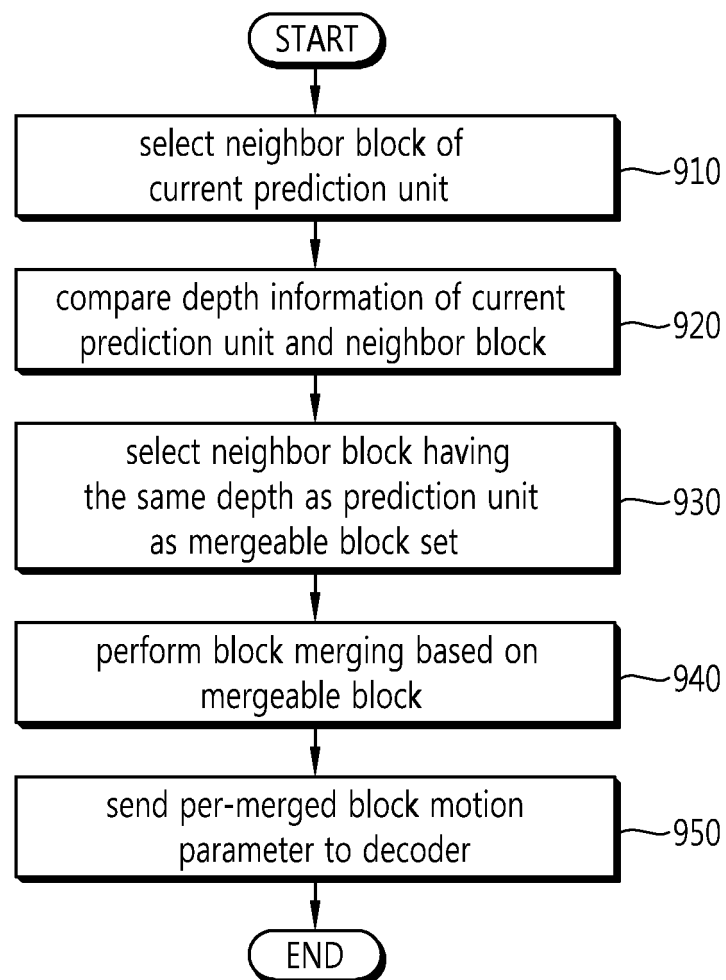 START
select neighbor block of
current prediction unit
910
compare depth information of current
prediction unit and neighbor block
920
select neighbor block having
the same depth as prediction unit
as mergeable block set
930
perform block merging based on
mergeable block
940
send per-merged block motion
parameter to decoder
950
END